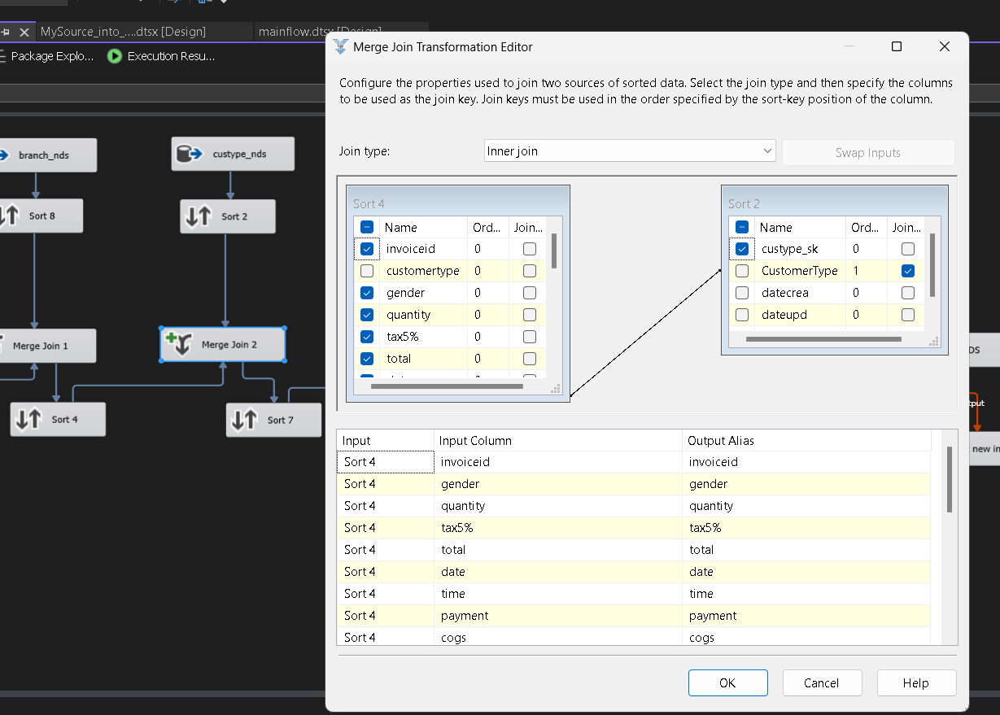 MySource_into_....dtsx [Design]
mainflow.dtsx [Design]
Package Explo...
Execution Resu...
branch_nds
custype_nds
Sort 8
Sort 2
Merge Join 1
Merge Join 2
Sort 4
Sort 7
Merge Join Transformation Editor
Configure the properties used to join two sources of sorted data. Select the join type and then specify the columns
to be used as the join key. Join keys must be used in the order specified by the sort-key position of the column.
Join type:
Inner join
Swap Inputs
Sort 4
Name Ord... Join...
invoiceid 0
customertype 0
gender 0
quantity 0
tax5% 0
total 0
Sort 2
Name Ord... Join...
custype_sk 0
CustomerType 1
datecrea 0
dateupd 0
Input Input Column Output Alias
Sort 4 invoiceid invoiceid
Sort 4 gender gender
Sort 4 quantity quantity
Sort 4 tax5% tax5%
Sort 4 total total
Sort 4 date date
Sort 4 time time
Sort 4 payment payment
Sort 4 cogs cogs
OK
Cancel
Help
DS
tput
new in